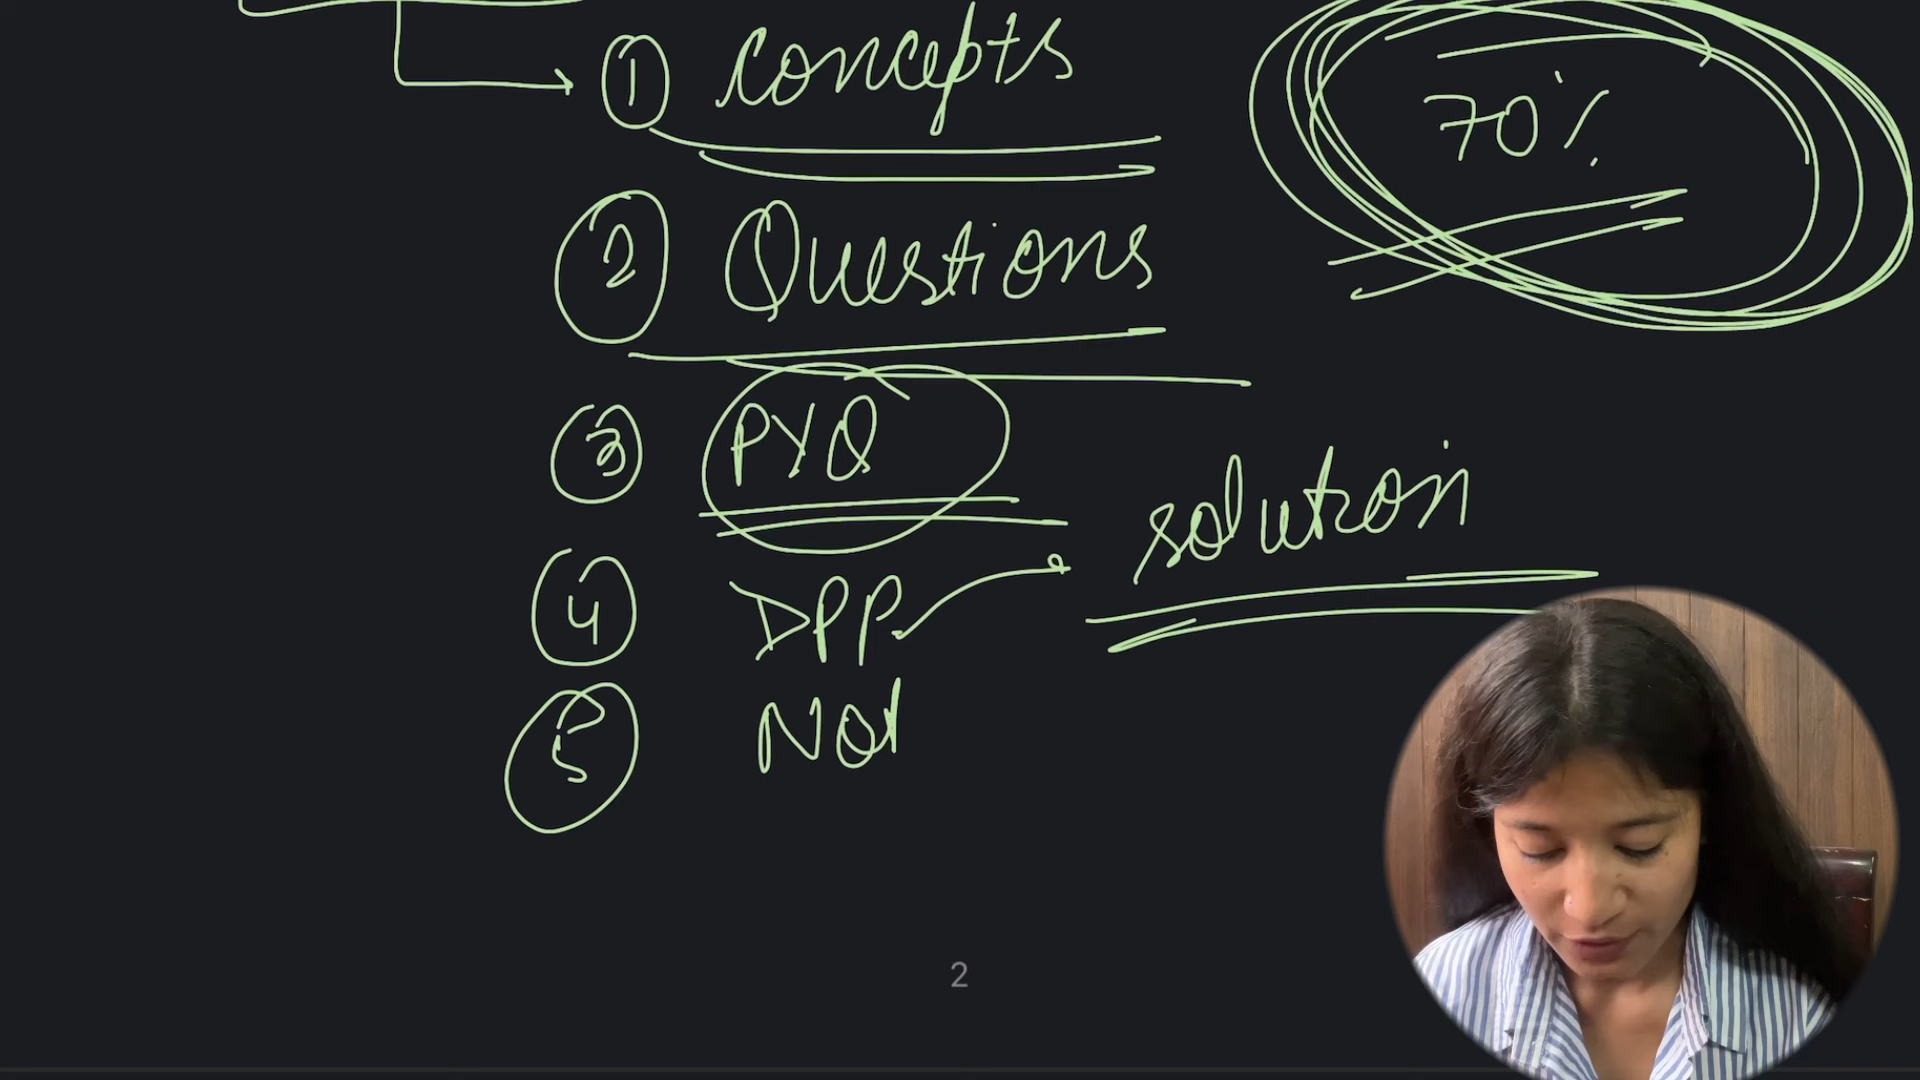 ① concepts
70%
② Questions
③ PYQ
solution
④ DPP
⑤ Not
2